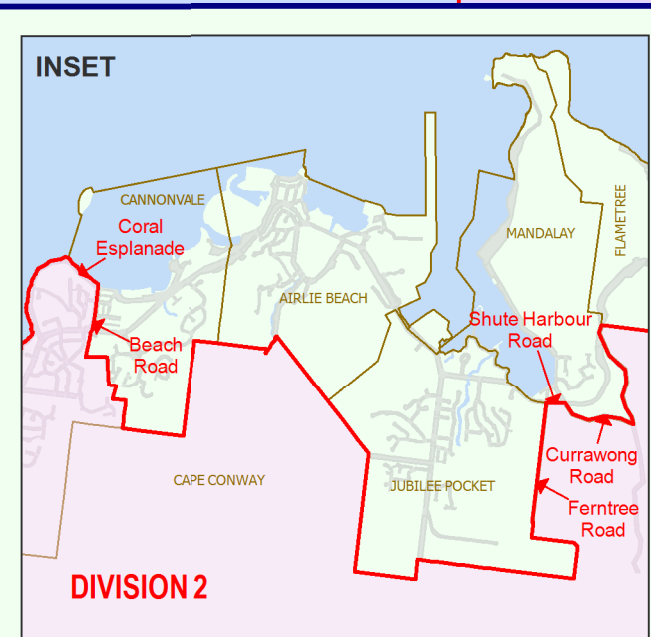 INSET
CANNONVALE
Coral
Esplanade
MANDALAY
FLAMETREE
AIRLIE BEACH
Shute Harbour
Road
Beach
Road
Currawong
Road
CAPE CONWAY
JUBILEE POCKET
Ferntree
Road
DIVISION 2